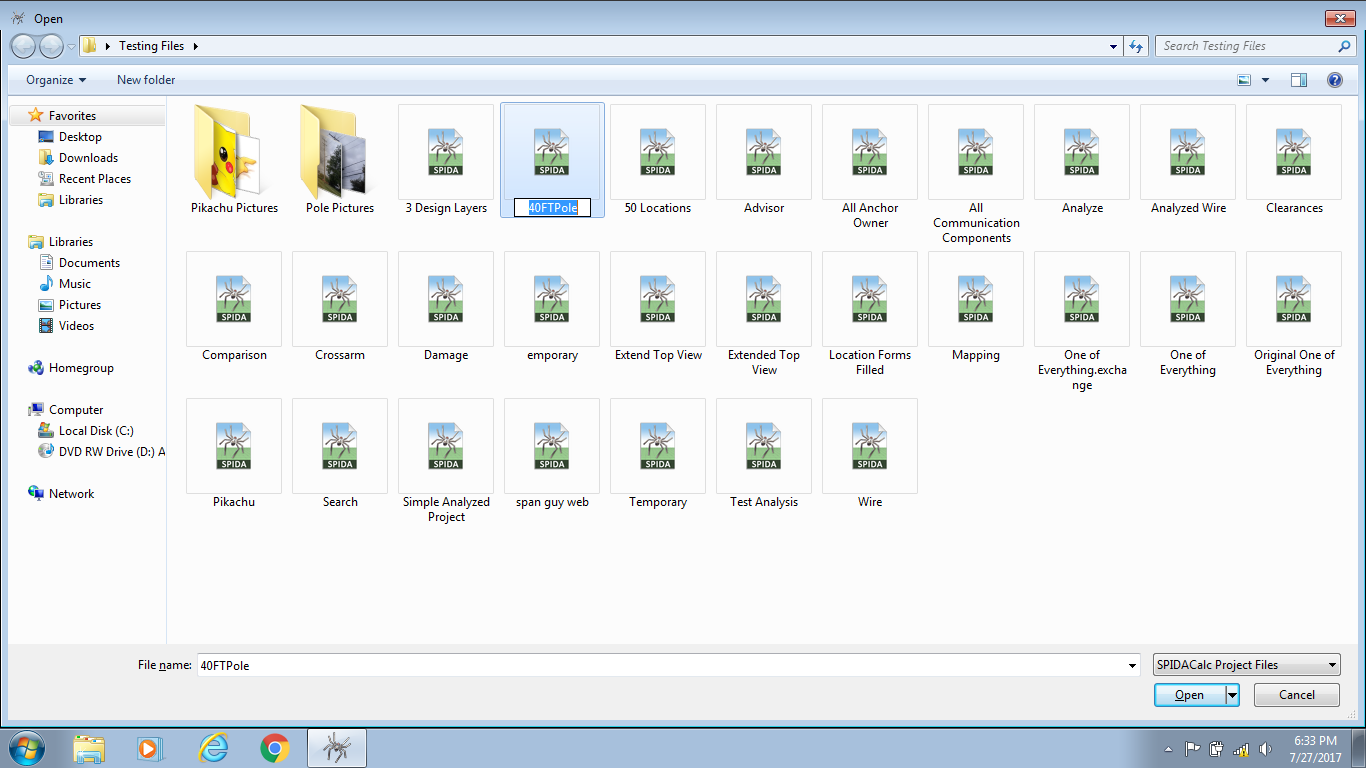 Open
Testing Files
Search Testing Files
Organize
New folder
Favorites
Desktop
Downloads
Recent Places
Libraries
Libraries
Documents
Music
Pictures
Videos
Homegroup
Computer
Local Disk (C:)
DVD RW Drive (D:) A
Network
Pikachu Pictures
Pole Pictures
SPIDA
3 Design Layers
SPIDA
40FTPole
SPIDA
50 Locations
SPIDA
Advisor
SPIDA
All Anchor
Owner
SPIDA
All
Communication
Components
SPIDA
Analyze
SPIDA
Analyzed Wire
SPIDA
Clearances
SPIDA
Comparison
SPIDA
Crossarm
SPIDA
Damage
SPIDA
emporary
SPIDA
Extend Top View
SPIDA
Extended Top
View
SPIDA
Location Forms
Filled
SPIDA
Mapping
SPIDA
One of
Everything.excha
nge
SPIDA
One of
Everything
SPIDA
Original One of
Everything
SPIDA
Pikachu
SPIDA
Search
SPIDA
Simple Analyzed
Project
SPIDA
span guy web
SPIDA
Temporary
SPIDA
Test Analysis
SPIDA
Wire
File name: 40FTPole
SPIDACalc Project Files
Open
Cancel
6:33 PM
7/27/2017